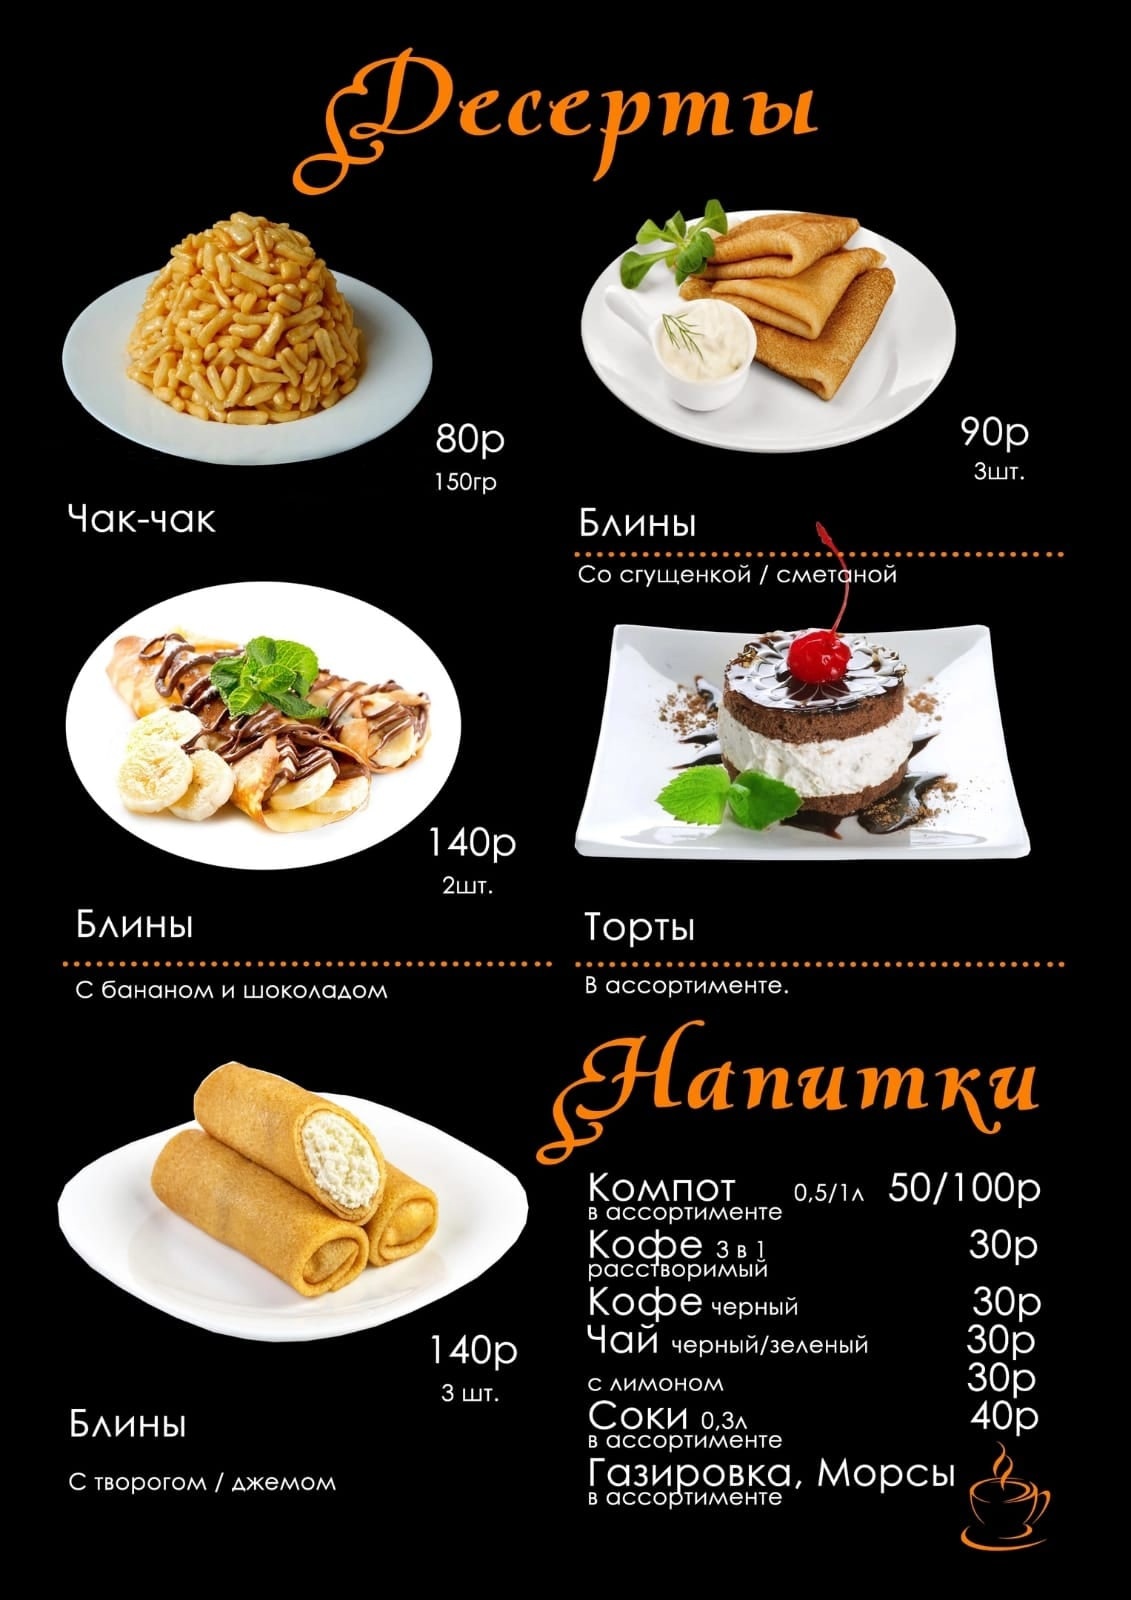 Десерты
80р
150гр
Чак-чак
90р
3шт.
Блины
Со сгущенкой / сметаной
140р
2шт.
Блины
С бананом и шоколадом
Торты
В ассортименте.
140р
3 шт.
Блины
С творогом / джемом
Напитки
Компот 0,5/1л 50/100р
в ассортименте
Кофе 3 в 1 30р
расстворимый
Кофе черный 30р
Чай черный/зеленый 30р
с лимоном 30р
Соки 0,3л 40р
в ассортименте
Газировка, Морсы
в ассортименте